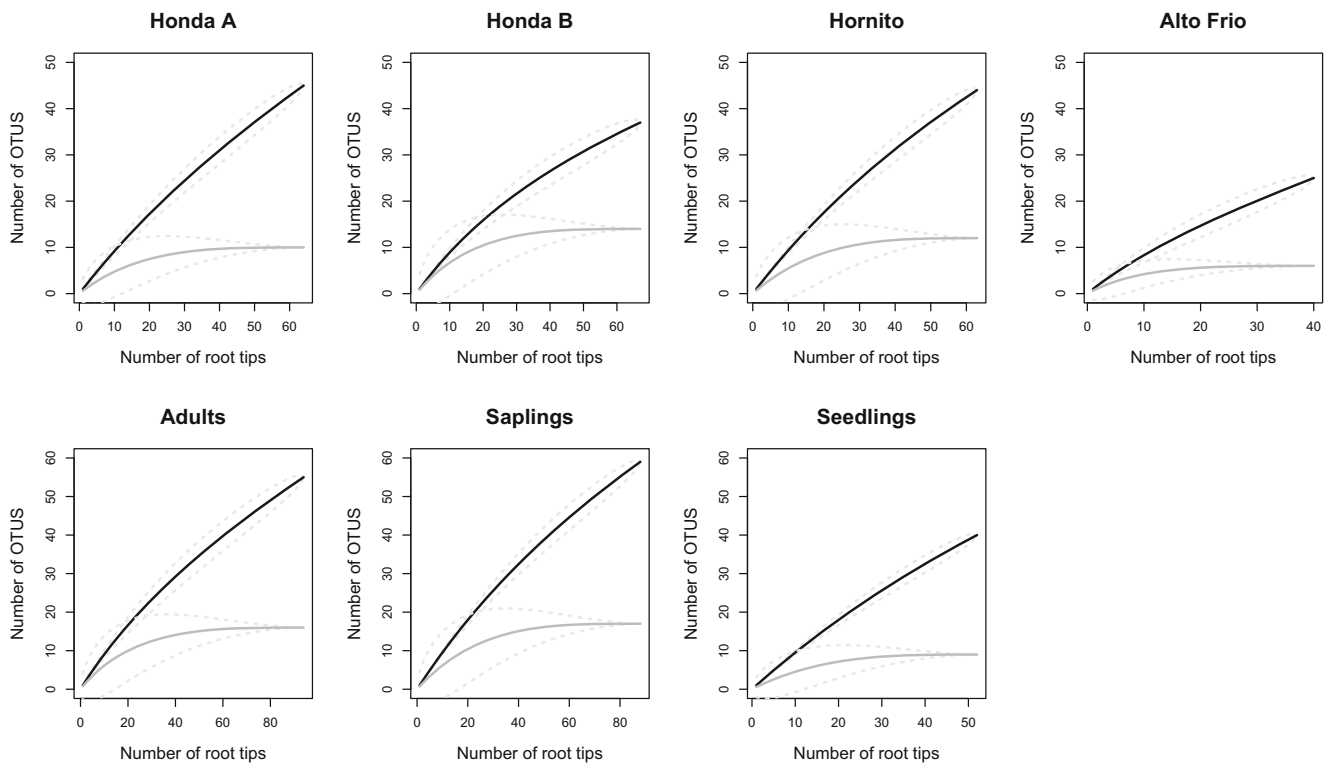 Honda A
Honda B
Hornito
Alto Frio
Number of OTUS
0 10 20 30 40 50
0 10 20 30 40 50 60
Number of root tips
Number of OTUS
0 10 20 30 40 50
0 10 20 30 40 50 60
Number of root tips
Number of OTUS
0 10 20 30 40 50
0 10 20 30 40 50 60
Number of root tips
Number of OTUS
0 10 20 30 40 50
0 10 20 30 40
Number of root tips
Adults
Saplings
Seedlings
Number of OTUS
0 10 20 30 40 50 60
0 20 40 60 80
Number of root tips
Number of OTUS
0 10 20 30 40 50 60
0 20 40 60 80
Number of root tips
Number of OTUS
0 10 20 30 40 50 60
0 10 20 30 40 50
Number of root tips